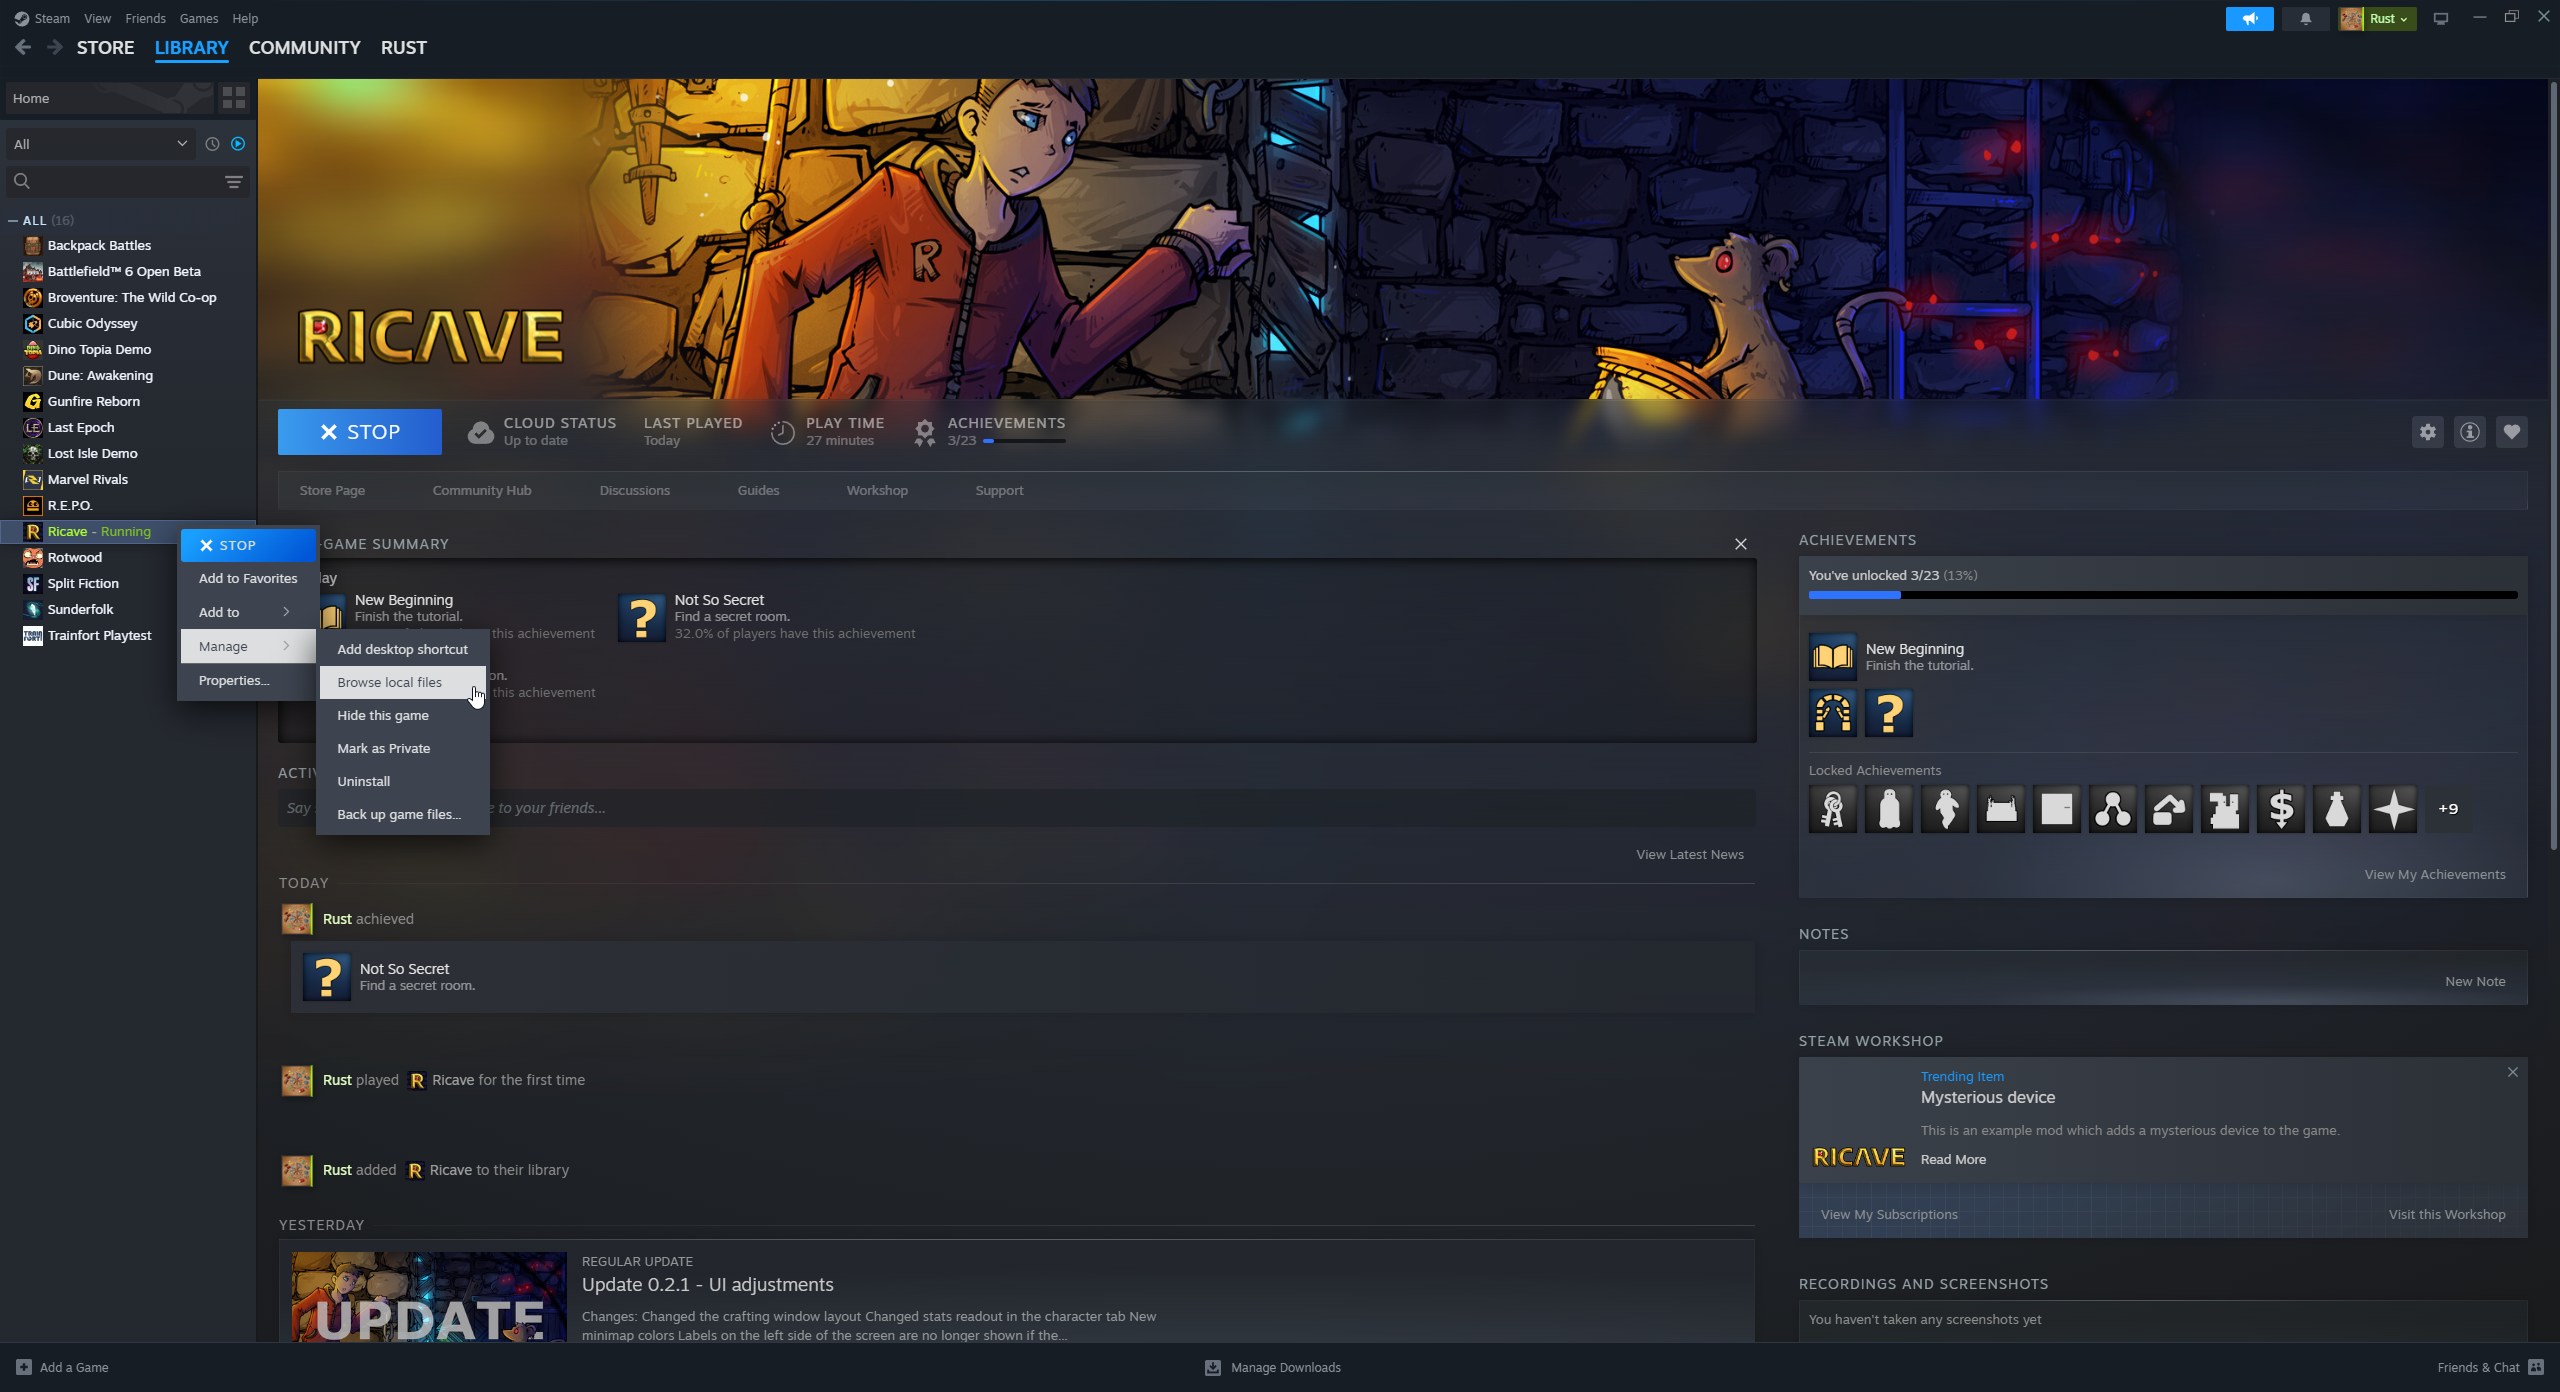 Steam View Friends Games Help
Rust
STORE LIBRARY COMMUNITY RUST
Home
All
ALL (16)
Backpack Battles
Battlefield™ 6 Open Beta
Broventure: The Wild Co-op
Cubic Odyssey
Dino Topia Demo
Dune: Awakening
Gunfire Reborn
Last Epoch
Lost Isle Demo
Marvel Rivals
R.E.P.O.
Ricave - Running
Rotwood
Split Fiction
Sunderfolk
Trainfort Playtest
STOP
Add to Favorites
Add to
Manage
Properties...
Add desktop shortcut
Browse local files
Hide this game
Mark as Private
Uninstall
Back up game files...
R
RICAVE
STOP
CLOUD STATUS
Up to date
LAST PLAYED
Today
PLAY TIME
27 minutes
ACHIEVEMENTS
3/23
Store Page Community Hub Discussions Guides Workshop Support
-GAME SUMMARY
lay
New Beginning
Finish the tutorial.
this achievement
Not So Secret
Find a secret room.
32.0% of players have this achievement
on.
this achievement
ACTIV
Say e to your friends...
View Latest News
TODAY
Rust achieved
Not So Secret
Find a secret room.
Rust played Ricave for the first time
Rust added Ricave to their library
YESTERDAY
UPDATE
REGULAR UPDATE
Update 0.2.1 - UI adjustments
Changes: Changed the crafting window layout Changed stats readout in the character tab New
minimap colors Labels on the left side of the screen are no longer shown if the...
ACHIEVEMENTS
You've unlocked 3/23 (13%)
New Beginning
Finish the tutorial.
Locked Achievements
+9
View My Achievements
NOTES
New Note
STEAM WORKSHOP
Trending Item
Mysterious device
This is an example mod which adds a mysterious device to the game.
RICAVE
Read More
View My Subscriptions Visit this Workshop
RECORDINGS AND SCREENSHOTS
You haven't taken any screenshots yet
Add a Game Manage Downloads Friends & Chat